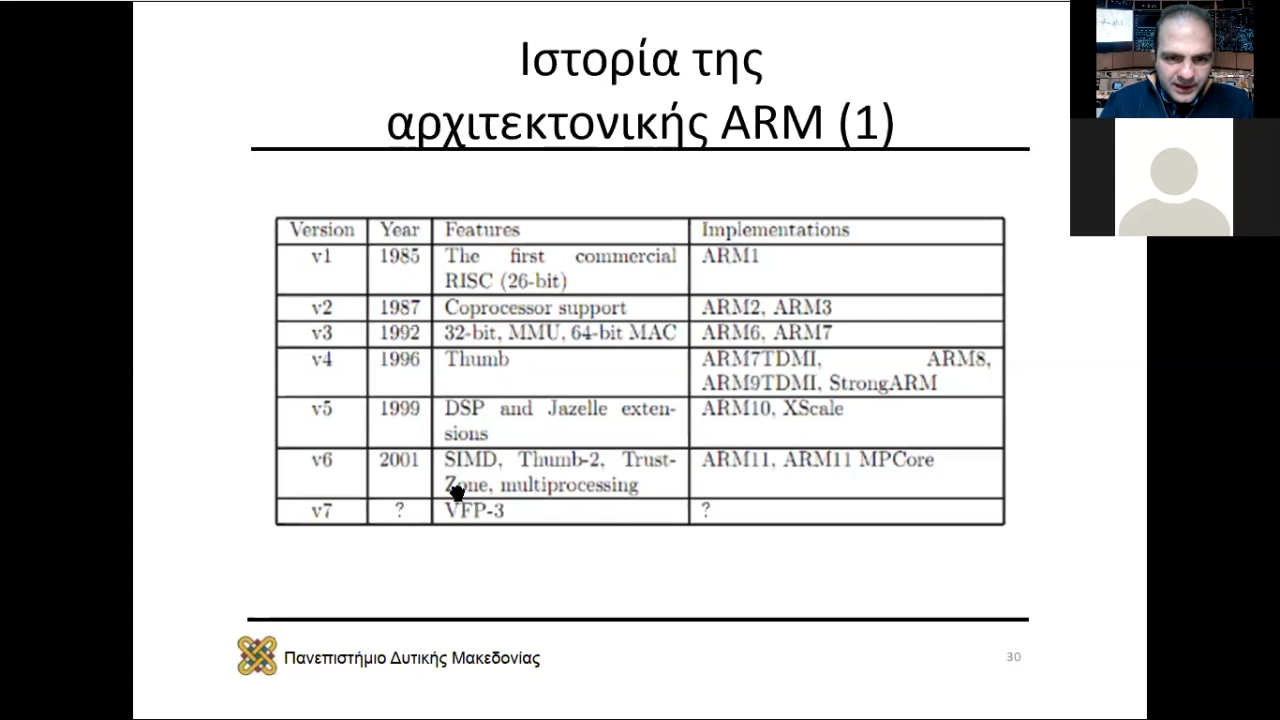 Ιστορία της
αρχιτεκτονικής ARM (1)
Version Year Features Implementations
v1 1985 The first commercial ARM1
RISC (26-bit)
v2 1987 Coprocessor support ARM2, ARM3
v3 1992 32-bit, MMU, 64-bit MAC ARM6, ARM7
v4 1996 Thumb ARM7TDMI, ARM8,
ARM9TDMI, StrongARM
v5 1999 DSP and Jazelle exten- ARM10, XScale
sions
v6 2001 SIMD, Thumb-2, Trust- ARM11, ARM11 MPCore
Zone, multiprocessing
v7 ? VFP-3 ?
Πανεπιστήμιο Δυτικής Μακεδονίας
30